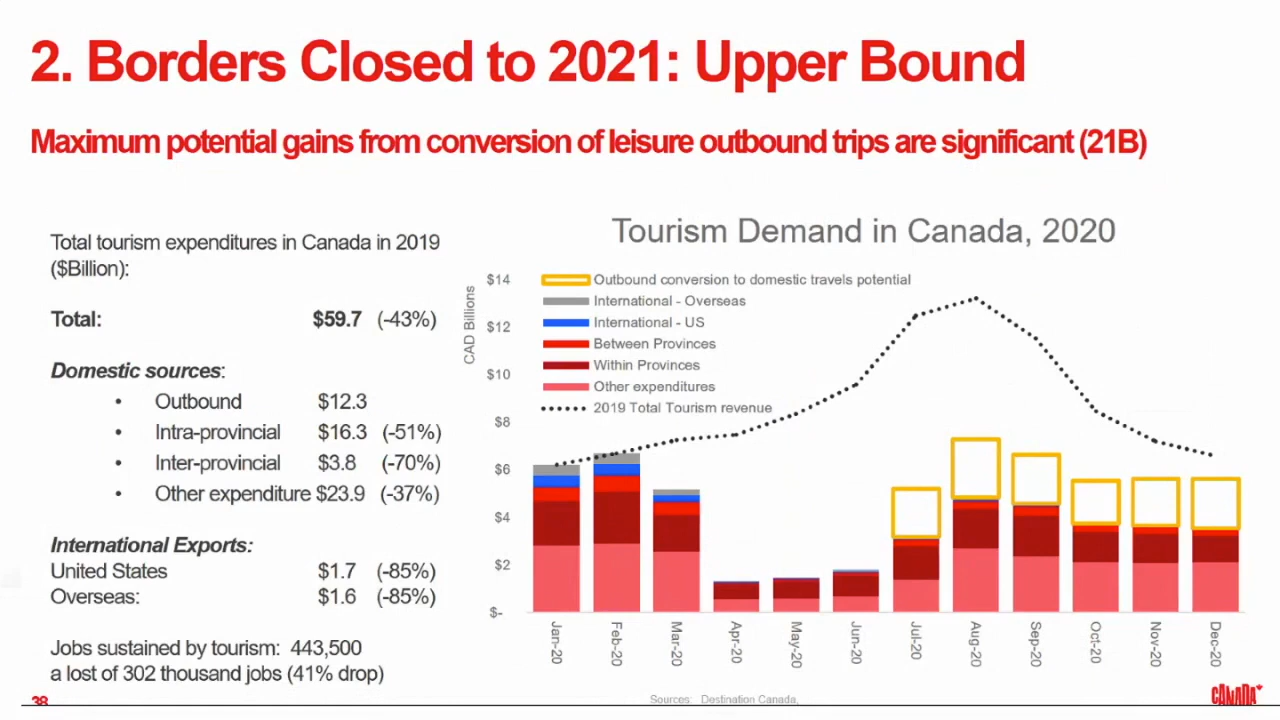 2. Borders Closed to 2021: Upper Bound
Maximum potential gains from conversion of leisure outbound trips are significant (21B)
Total tourism expenditures in Canada in 2019
($Billion):
Total: $59.7 (-43%)
Domestic sources:
• Outbound $12.3
• Intra-provincial $16.3 (-51%)
• Inter-provincial $3.8 (-70%)
• Other expenditure $23.9 (-37%)
International Exports:
United States $1.7 (-85%)
Overseas: $1.6 (-85%)
Jobs sustained by tourism: 443,500
a lost of 302 thousand jobs (41% drop)
Tourism Demand in Canada, 2020
CAD Billions
$14
$12
$10
$8
$6
$4
$2
$-
Outbound conversion to domestic travels potential
International - Overseas
International - US
Between Provinces
Within Provinces
Other expenditures
2019 Total Tourism revenue
Jan-20
Feb-20
Mar-20
Apr-20
May-20
Jun-20
Jul-20
Aug-20
Sep-20
Oct-20
Nov-20
Dec-20
38
Sources: Destination Canada,
CANADA